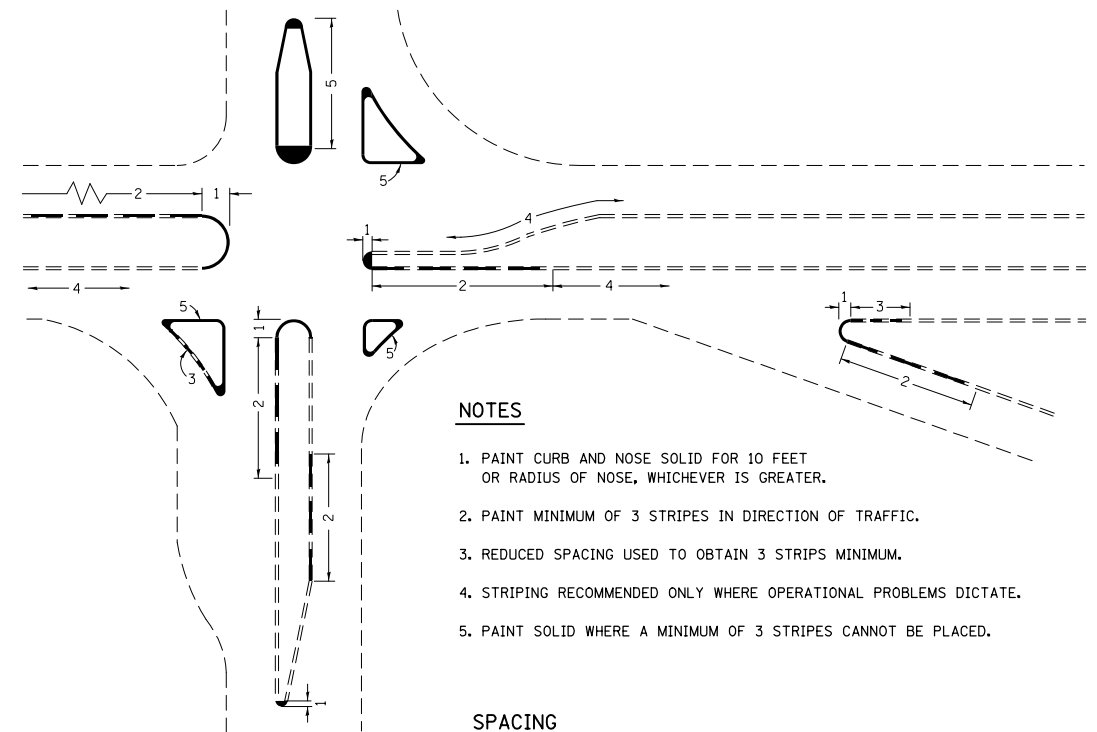 5
5
2
1
4
1
2
4
4
5
3
1
2
2
1
5
1
3
2
NOTES
1. PAINT CURB AND NOSE SOLID FOR 10 FEET
OR RADIUS OF NOSE, WHICHEVER IS GREATER.
2. PAINT MINIMUM OF 3 STRIPES IN DIRECTION OF TRAFFIC.
3. REDUCED SPACING USED TO OBTAIN 3 STRIPS MINIMUM.
4. STRIPING RECOMMENDED ONLY WHERE OPERATIONAL PROBLEMS DICTATE.
5. PAINT SOLID WHERE A MINIMUM OF 3 STRIPES CANNOT BE PLACED.
SPACING